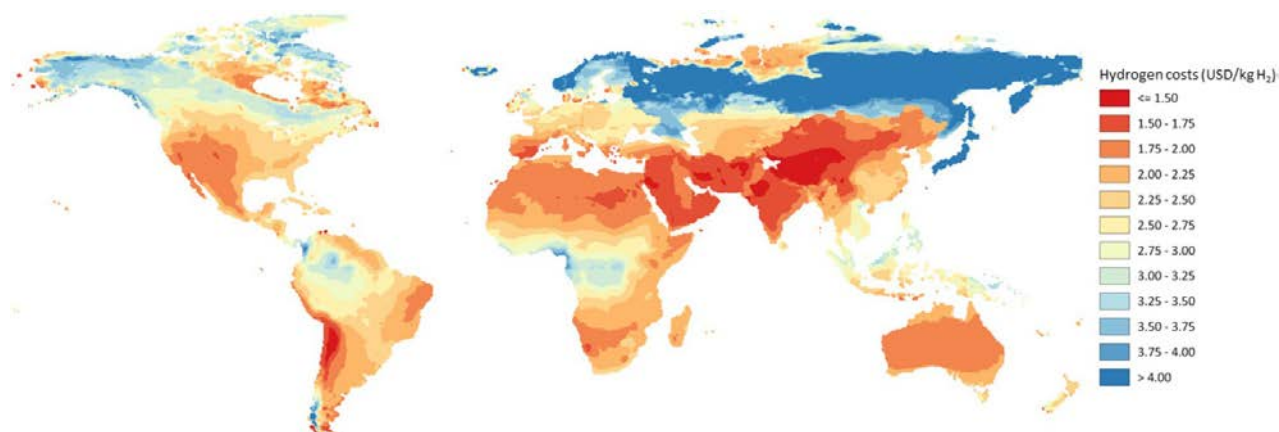 Hydrogen costs (USD/kg H₂)
<= 1.50
1.50 - 1.75
1.75 - 2.00
2.00 - 2.25
2.25 - 2.50
2.50 - 2.75
2.75 - 3.00
3.00 - 3.25
3.25 - 3.50
3.50 - 3.75
3.75 - 4.00
> 4.00